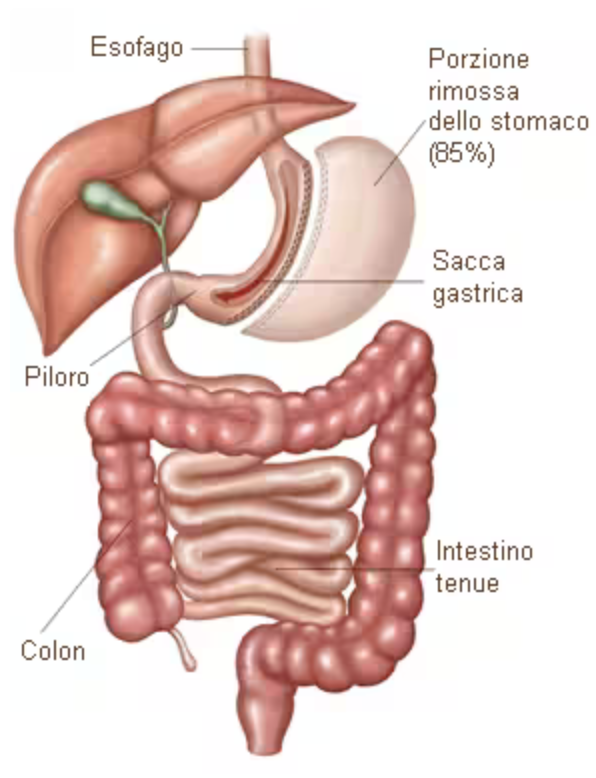 Esofago
Porzione
rimossa
dello stomaco
(85%)
Sacca
gastrica
Piloro
Intestino
tenue
Colon